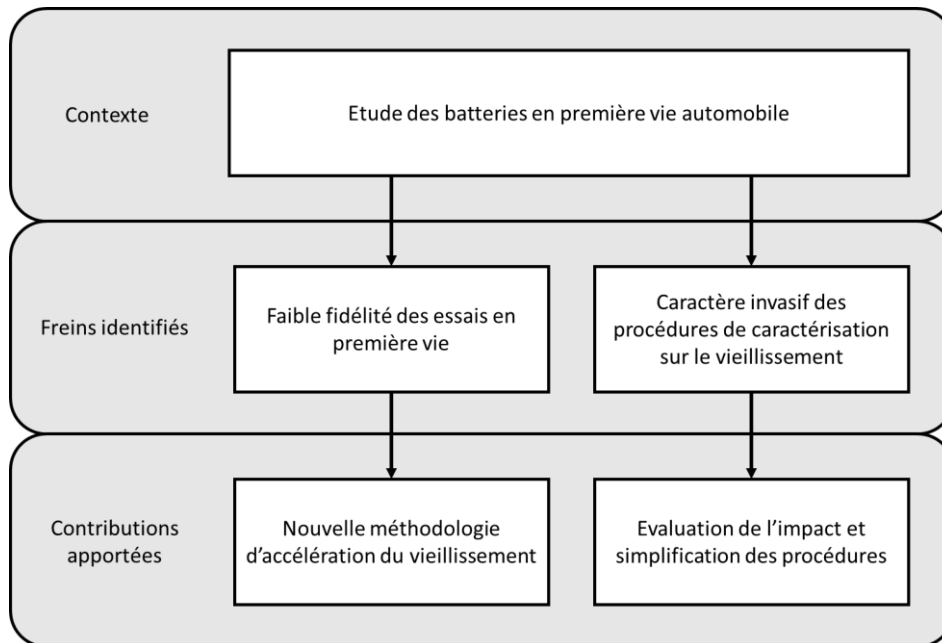 Contexte
Etude des batteries en première vie automobile
Freins identifiés
Faible fidélité des essais en
première vie
Caractère invasif des
procédures de caractérisation
sur le vieillissement
Contributions
apportées
Nouvelle méthodologie
d’accélération du vieillissement
Evaluation de l’impact et
simplification des procédures